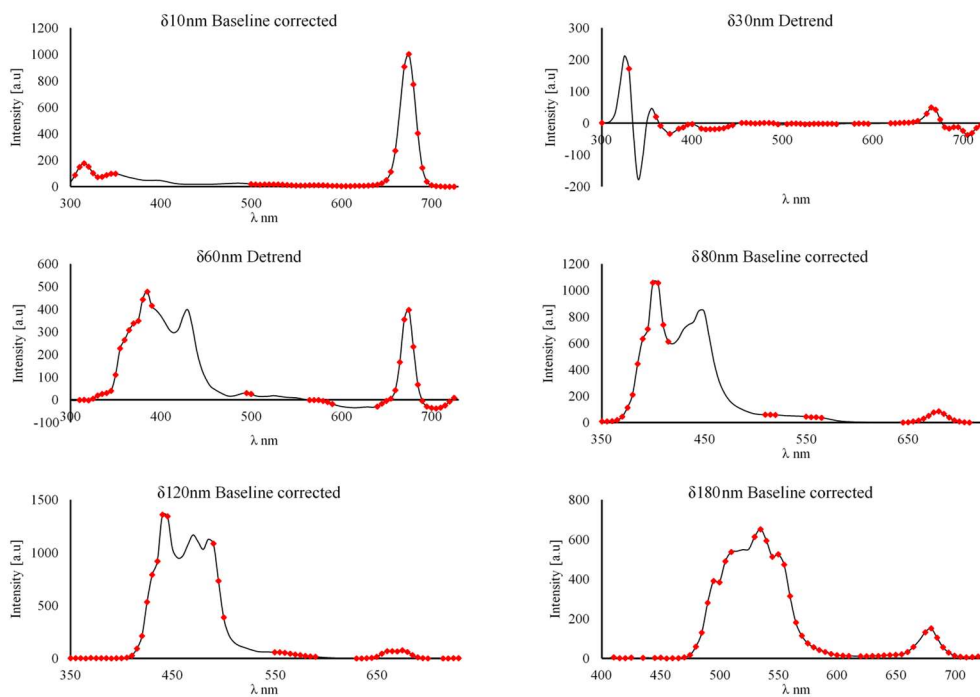 δ10nm Baseline corrected
1200
1000
800
600
400
200
0
Intensity [a.u]
300 400 500 600 700
λ nm
δ30nm Detrend
300
200
100
0
-100
-200
Intensity [a.u]
300 400 500 600 700
λ nm
δ60nm Detrend
600
500
400
300
200
100
0
-100
Intensity [a.u]
300 400 500 600 700
λ nm
δ80nm Baseline corrected
1200
1000
800
600
400
200
0
Intensity [a.u]
350 450 550 650
λ nm
δ120nm Baseline corrected
1500
1000
500
0
Intensity [a.u]
350 450 550 650
λ nm
δ180nm Baseline corrected
800
600
400
200
0
Intensity [a.u]
400 450 500 550 600 650 700
λ nm